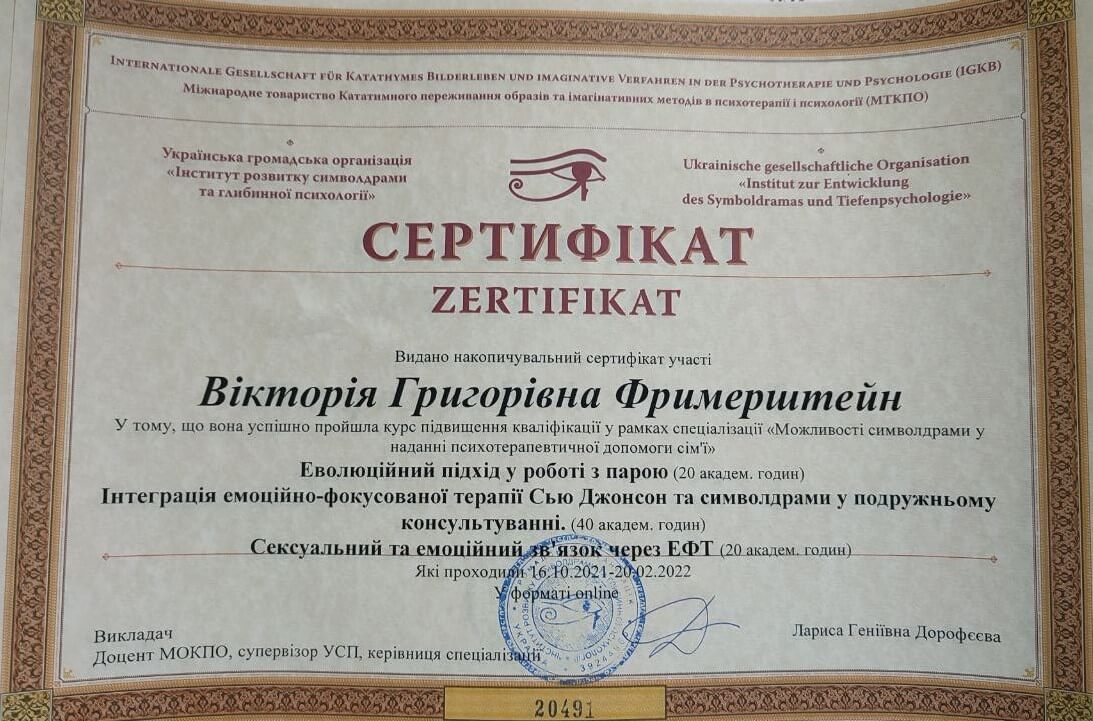 INTERNATIONALE GESELLSCHAFT FÜR KATATHYMES BILDERLEBEN UND IMAGINATIVE VERFAHREN IN DER PSYCHOTHERAPIE UND PSYCHOLOGIE (IGKB)
Міжнародне товариство Кататимного переживання образів та імагінативних методів в психотерапії і психології (МТКПО)
Українська громадська організація
«Інститут розвитку символдрами
та глибинної психології»
Ukrainische gesellschaftliche Organisation
«Institut zur Entwicklung
des Symboldramas und Tiefenpsychologie»
СЕРТИФІКАТ
ZERTIFIKAT
Видано накопичувальний сертифікат участі
Вікторія Григорівна Фримерштейн
У тому, що вона успішно пройшла курс підвищення кваліфікації у рамках спеціалізації «Можливості символдрами у
наданні психотерапевтичної допомоги сім'ї»
Еволюційний підхід у роботі з парою (20 академ. годин)
Інтеграція емоційно-фокусованої терапії Сью Джонсон та символдрами у подружньому
консультуванні. (40 академ. годин)
Сексуальний та емоційний зв'язок через ЕФТ (20 академ. годин)
Які проходили 16.10.2021-20.02.2022
У форматі online
Викладач
Доцент МОКПО, супервізор УСП, керівниця спеціалізації
Лариса Геніївна Дорофєєва
20491